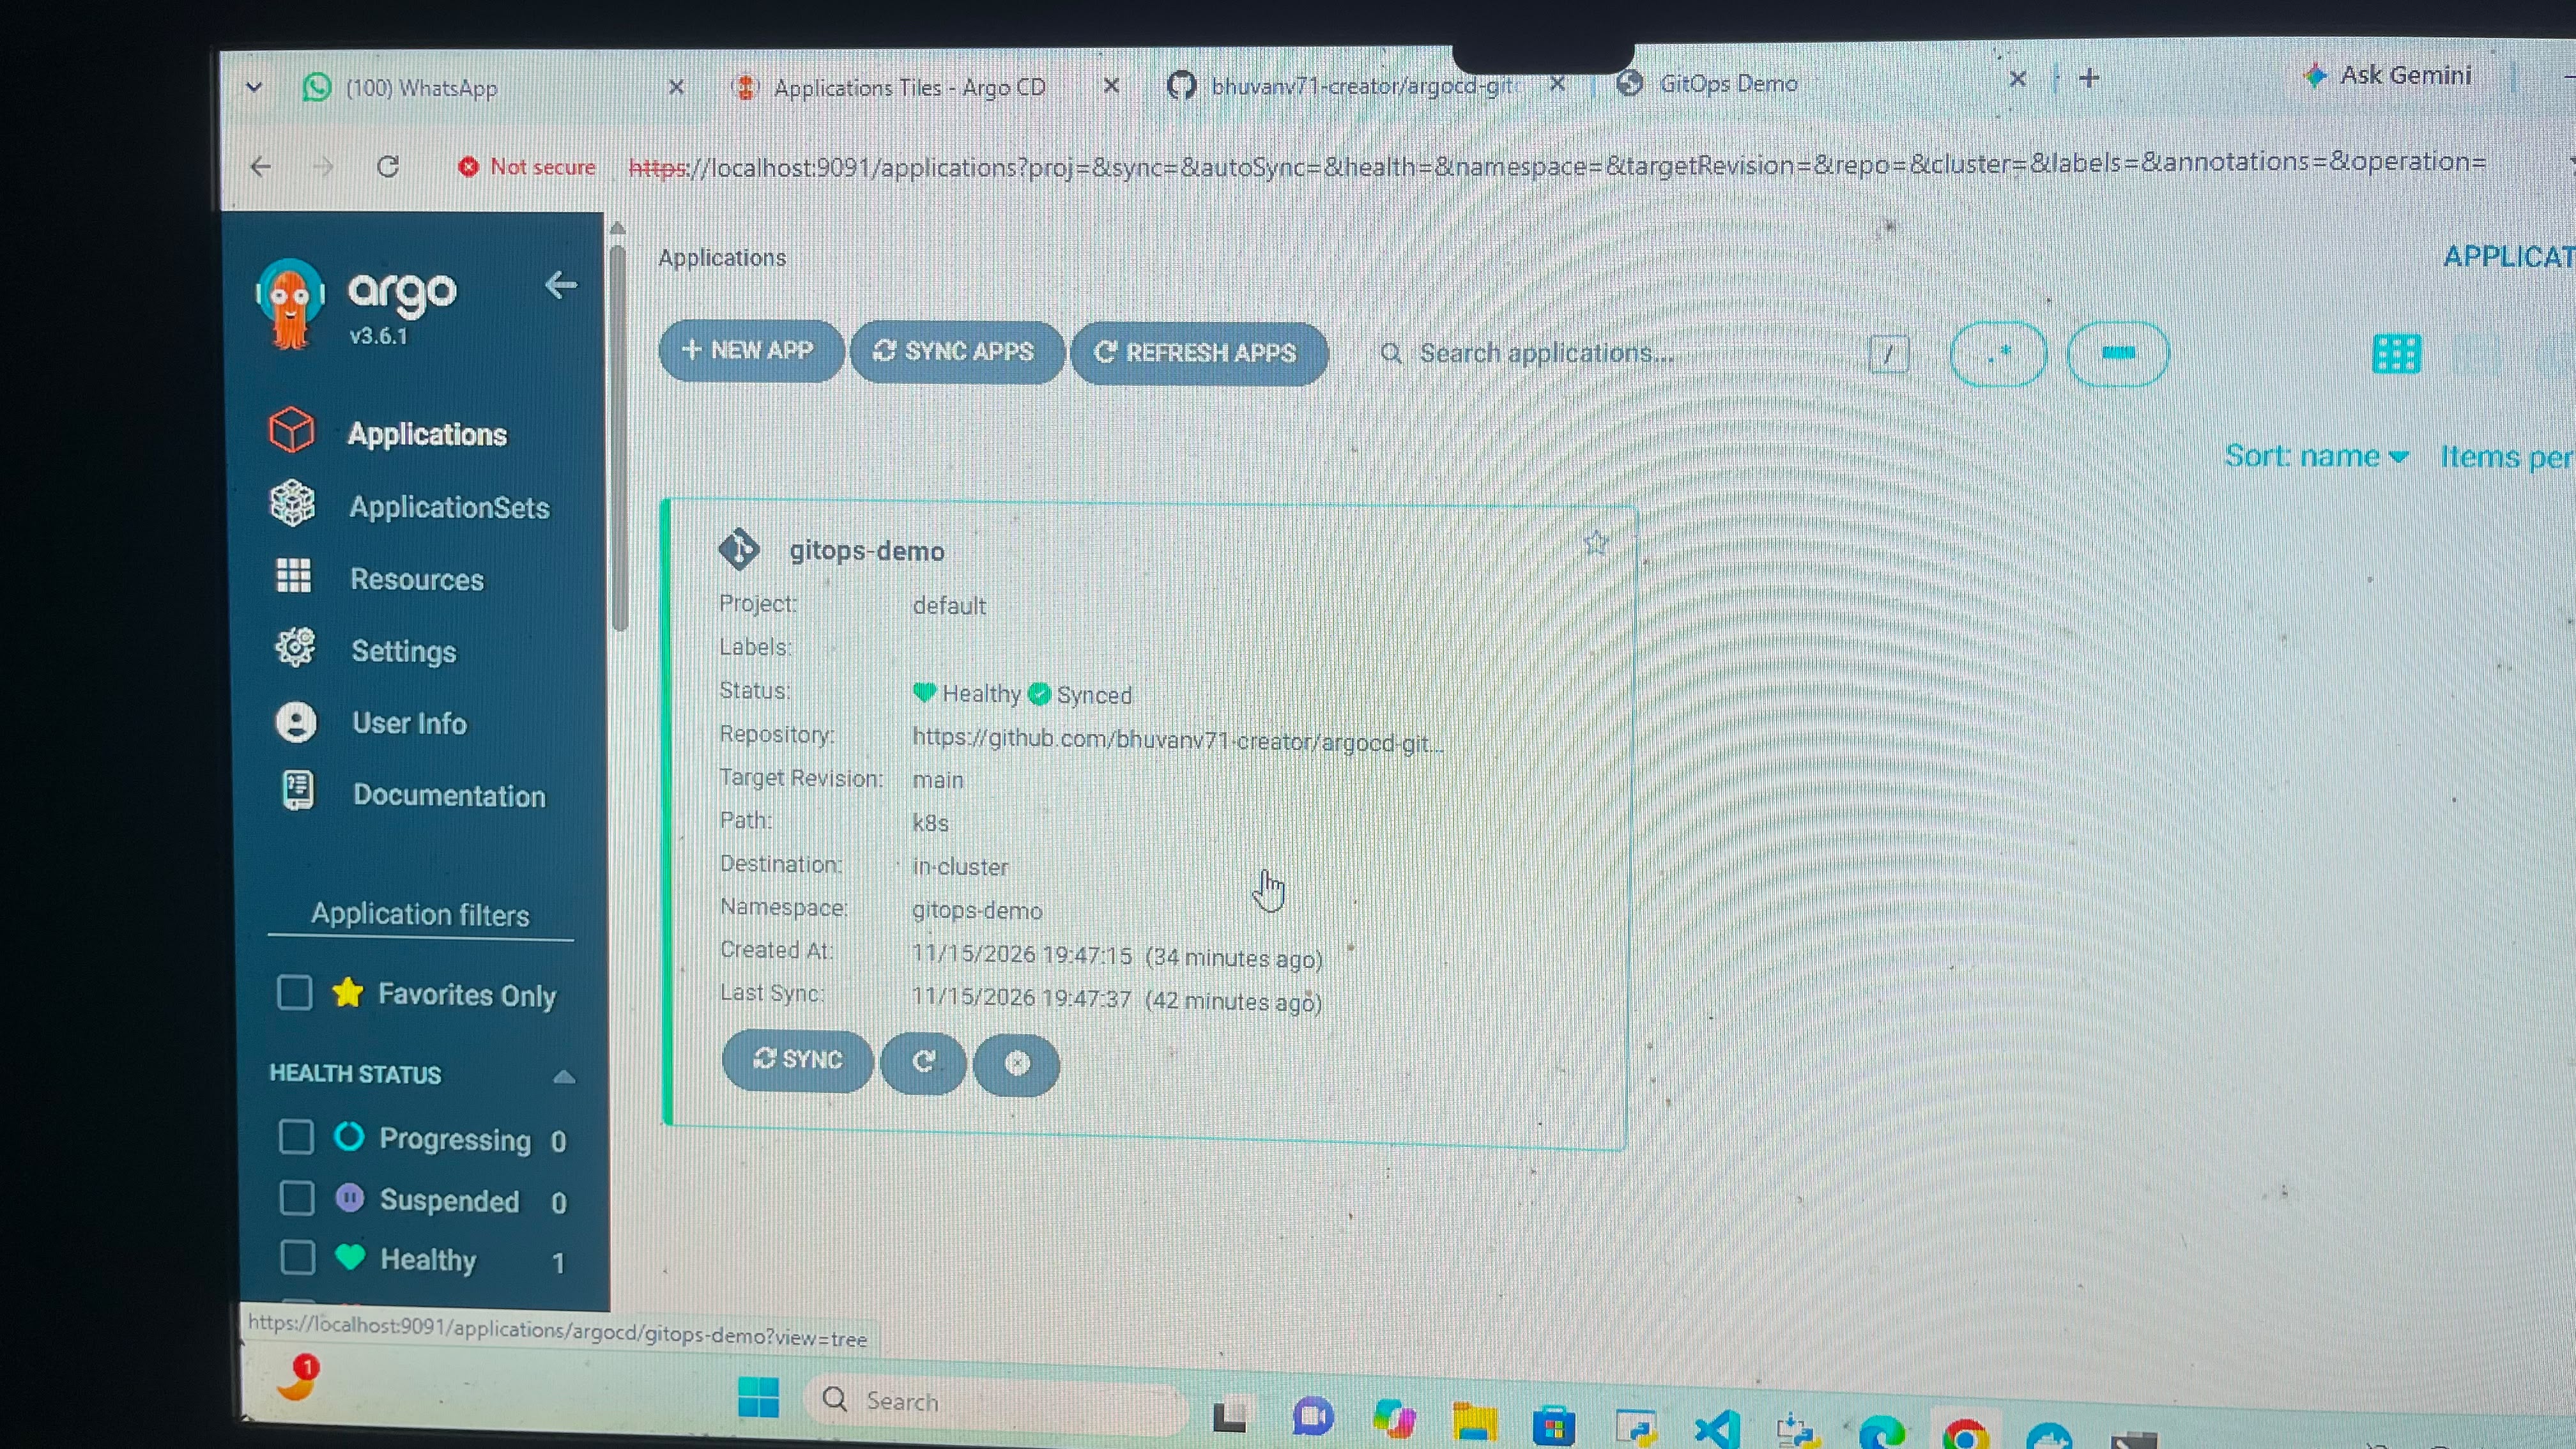 (100) WhatsApp
Applications Tiles - Argo CD
bhuvanv71-creator/argocd-git
GitOps Demo
Ask Gemini
Not secure
https://localhost:9091/applications?proj=&sync=&autoSync=&health=&namespace=&targetRevision=&repo=&cluster=&labels=&annotations=&operation=
argo
v3.6.1
Applications
ApplicationSets
Resources
Settings
User Info
Documentation
Application filters
Favorites Only
HEALTH STATUS
Progressing 0
Suspended 0
Healthy 1
Applications
APPLICAT
+ NEW APP
SYNC APPS
REFRESH APPS
Search applications...
/
.*
Sort: name
Items per
gitops-demo
Project: default
Labels:
Status: Healthy Synced
Repository: https://github.com/bhuvanv71-creator/argocd-git...
Target Revision: main
Path: k8s
Destination: in-cluster
Namespace: gitops-demo
Created At: 11/15/2026 19:47:15 (34 minutes ago)
Last Sync: 11/15/2026 19:47:37 (42 minutes ago)
SYNC
https://localhost:9091/applications/argocd/gitops-demo?view=tree
1
Search